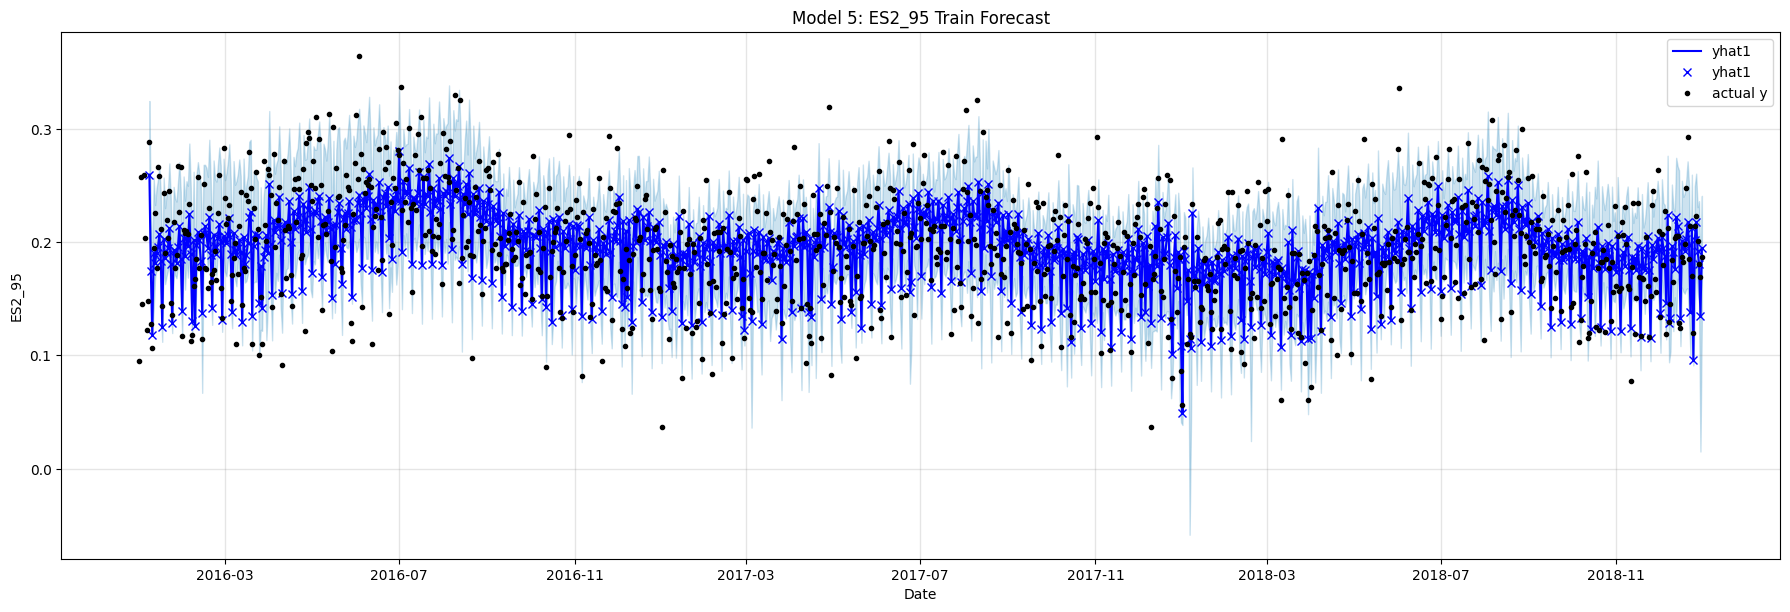 Model 5: ES2_95 Train Forecast
yhat1
yhat1
actual y
0.3
0.2
0.1
0.0
ES2_95
2016-03
2016-07
2016-11
2017-03
2017-07
2017-11
2018-03
2018-07
2018-11
Date